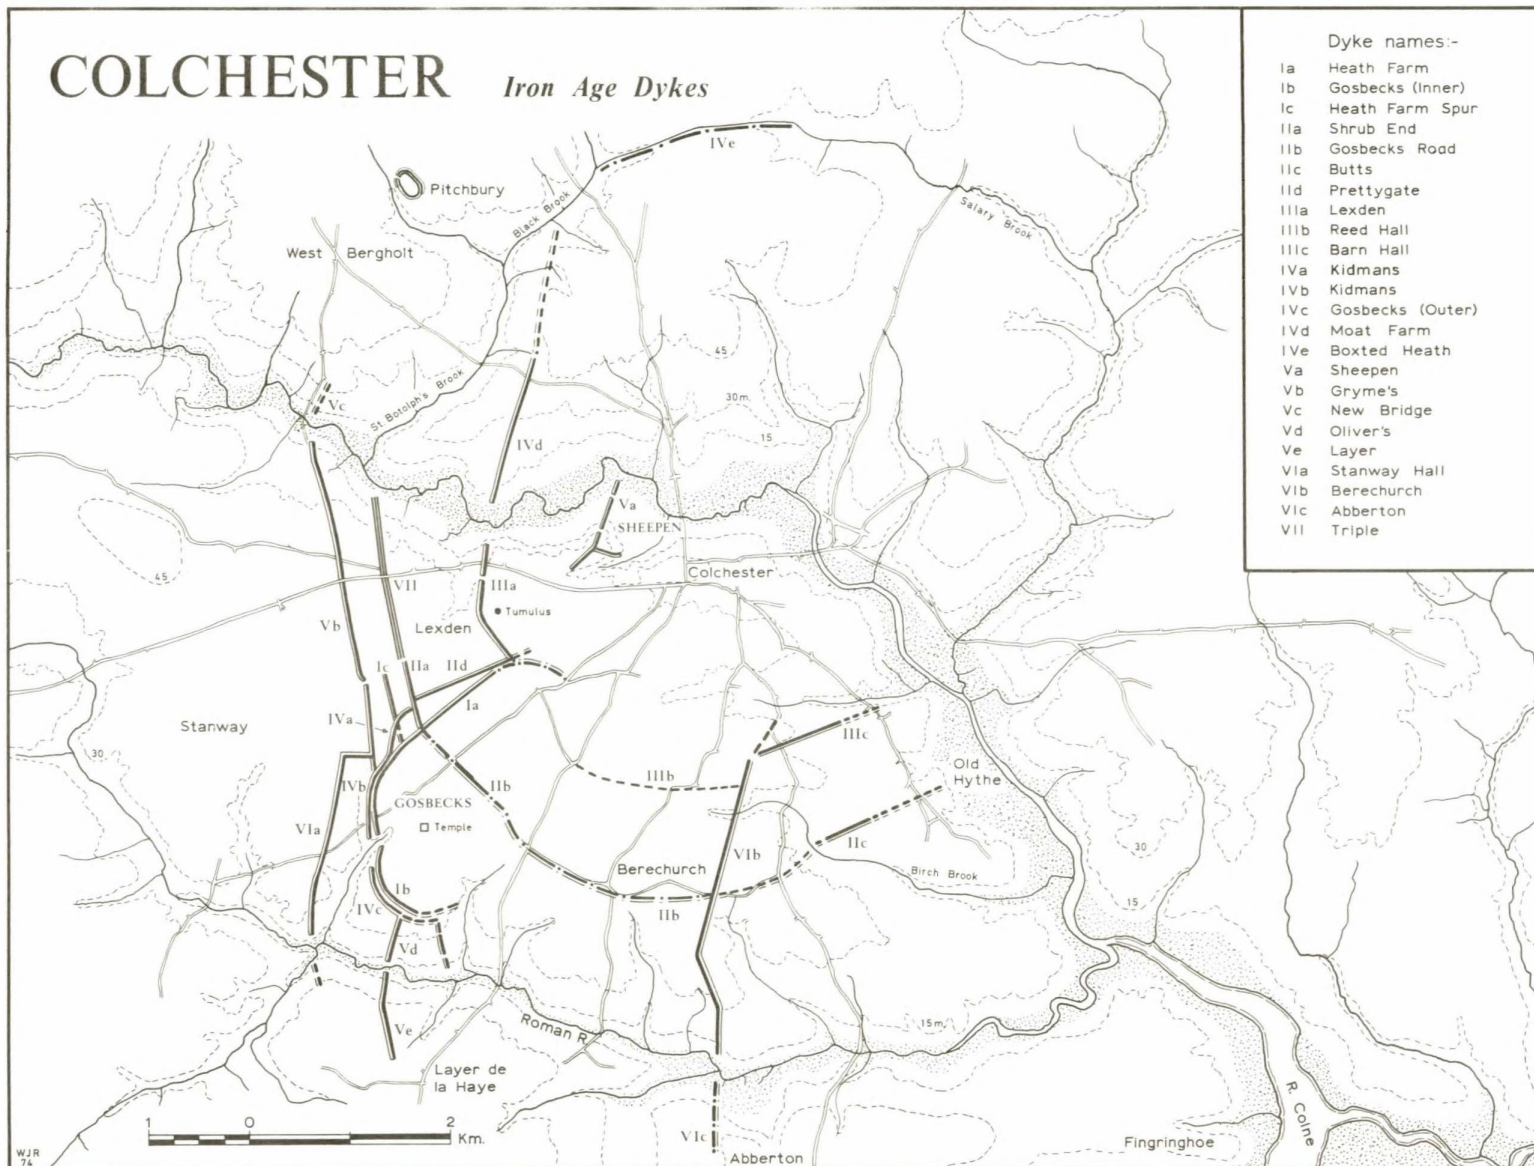 COLCHESTER Iron Age Dykes
Dyke names:-
Ia Heath Farm
Ib Gosbecks (Inner)
Ic Heath Farm Spur
IIa Shrub End
IIb Gosbecks Road
IIc Butts
IId Prettygate
IIIa Lexden
IIIb Reed Hall
IIIc Barn Hall
IVa Kidmans
IVb Kidmans
IVc Gosbecks (Outer)
IVd Moat Farm
IVe Boxted Heath
Va Sheepen
Vb Gryme's
Vc New Bridge
Vd Oliver's
Ve Layer
VIa Stanway Hall
VIb Berechurch
VIc Abberton
VII Triple
IVe
Pitchbury
Black Brook
Salary Brook
West Bergholt
45
30m.
15
St Botolph's Brook
Vc
IVd
Va
SHEEPEN
45
VII
IIIa
Colchester
Tumulus
Vb
Lexden
Ic
IIa
IId
Ia
Stanway
IVa
IIIc
30
IVb
IIb
IIIb
Old
Hythe
GOSBECKS
Temple
VIa
VIb
IIc
30
Berechurch
Birch Brook
Ib
IVc
IIb
15
Vd
Ve
Roman R.
15m.
Layer de
la Haye
R. Colne
1 0 2
Km.
VIc
Abberton
Fingringhoe
WJR
74